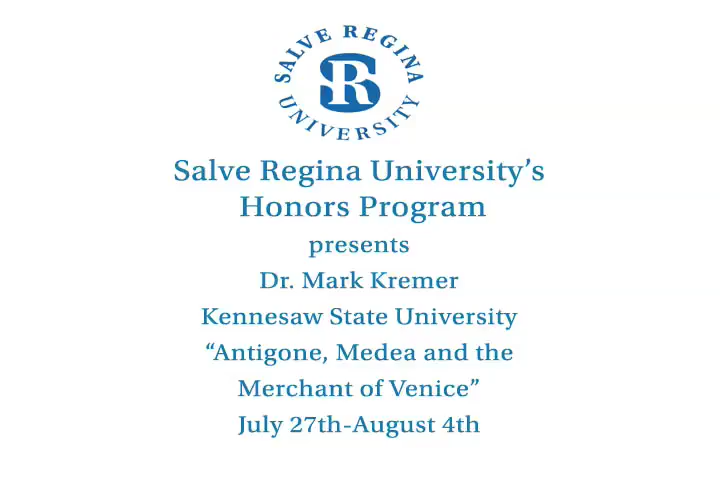 SALVE REGINA
SR
UNIVERSITY
Salve Regina University’s
Honors Program
presents
Dr. Mark Kremer
Kennesaw State University
“Antigone, Medea and the
Merchant of Venice”
July 27th-August 4th